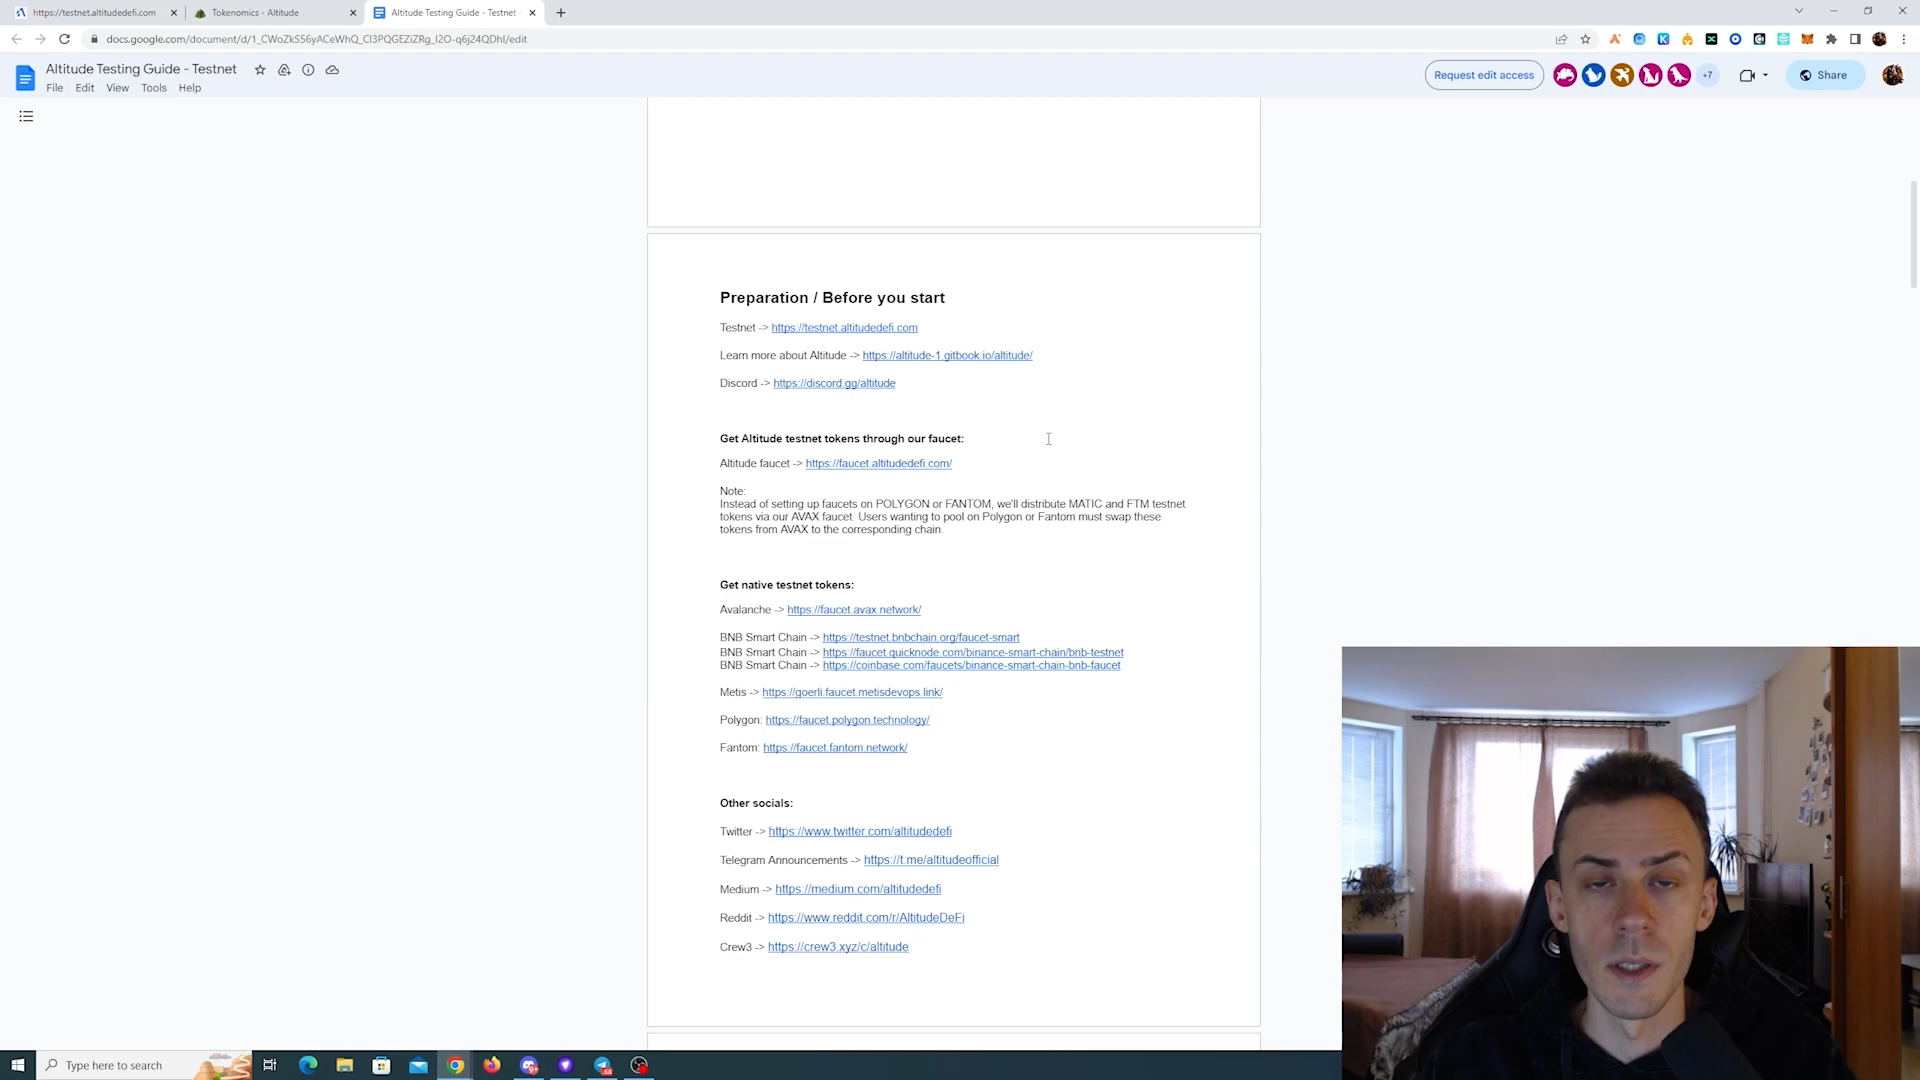 https://testnet.altitudedefi.com
Tokenomics - Altitude
Altitude Testing Guide - Testnet
docs.google.com/document/d/1_CWoZkS56yACeWhQ_Cl3PQGEZiZRg_I2O-q6j24QDhI/edit
Altitude Testing Guide - Testnet
File Edit View Tools Help
Request edit access
+7
Share
Preparation / Before you start
Testnet -> https://testnet.altitudedefi.com
Learn more about Altitude -> https://altitude-1.gitbook.io/altitude/
Discord -> https://discord.gg/altitude
Get Altitude testnet tokens through our faucet:
Altitude faucet -> https://faucet.altitudedefi.com/
Note:
Instead of setting up faucets on POLYGON or FANTOM, we'll distribute MATIC and FTM testnet
tokens via our AVAX faucet. Users wanting to pool on Polygon or Fantom must swap these
tokens from AVAX to the corresponding chain.
Get native testnet tokens:
Avalanche -> https://faucet.avax.network/
BNB Smart Chain -> https://testnet.bnbchain.org/faucet-smart
BNB Smart Chain -> https://faucet.quicknode.com/binance-smart-chain/bnb-testnet
BNB Smart Chain -> https://coinbase.com/faucets/binance-smart-chain-bnb-faucet
Metis -> https://goerli.faucet.metisdevops.link/
Polygon: https://faucet.polygon.technology/
Fantom: https://faucet.fantom.network/
Other socials:
Twitter -> https://www.twitter.com/altitudedefi
Telegram Announcements -> https://t.me/altitudeofficial
Medium -> https://medium.com/altitudedefi
Reddit -> https://www.reddit.com/r/AltitudeDeFi
Crew3 -> https://crew3.xyz/c/altitude
Type here to search